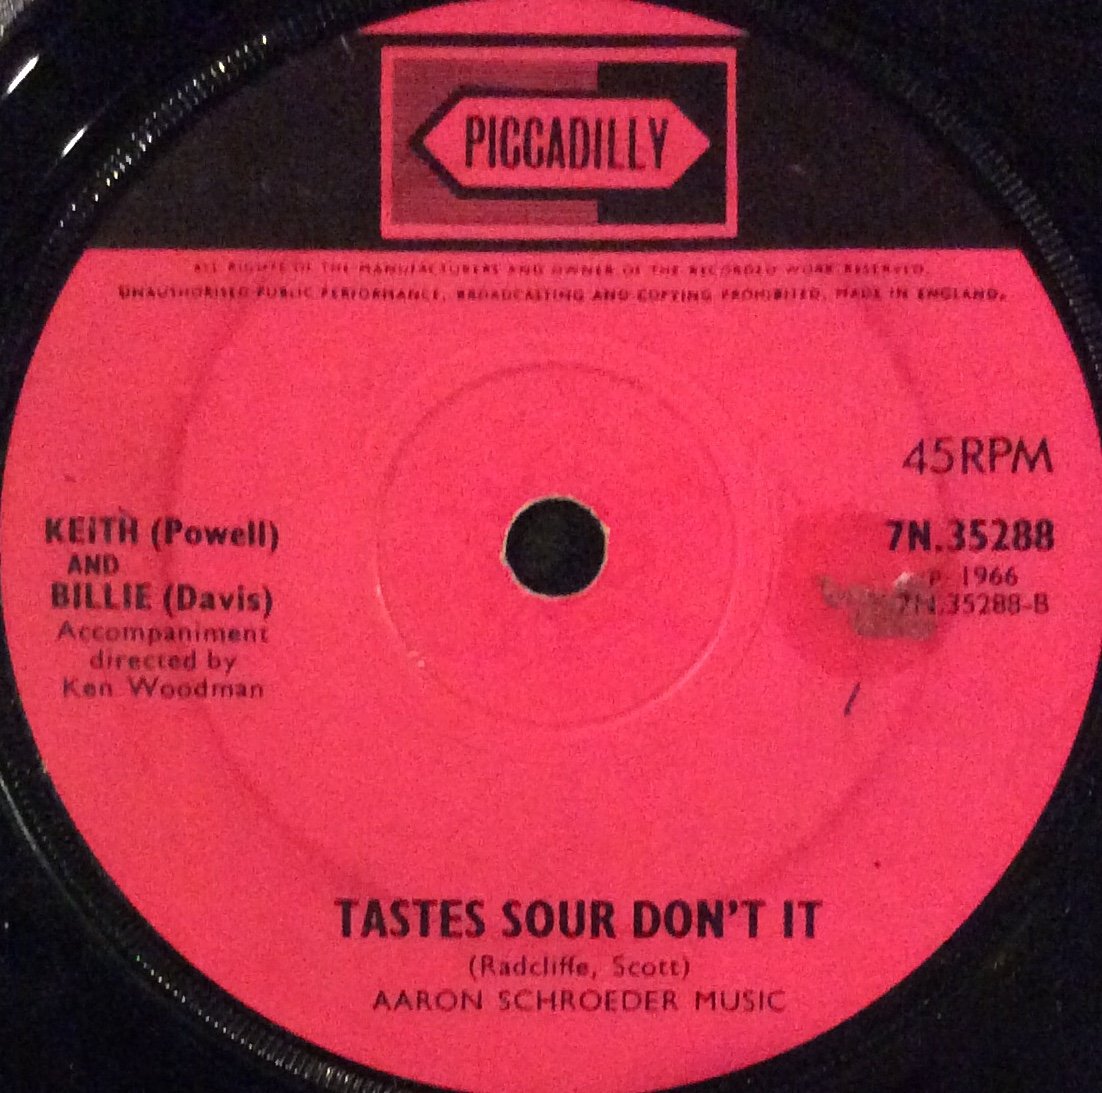 PICCADILLY
ALL RIGHTS OF THE MANUFACTURERS AND OWNER OF THE RECORDED WORK RESERVED.
UNAUTHORISED PUBLIC PERFORMANCE, BROADCASTING AND COPYING PROHIBITED. MADE IN ENGLAND.
45RPM
KEITH (Powell)
AND
BILLIE (Davis)
Accompaniment
directed by
Ken Woodman
7N.35288
P 1966
7N.35288-B
TASTES SOUR DON'T IT
(Radcliffe, Scott)
AARON SCHROEDER MUSIC